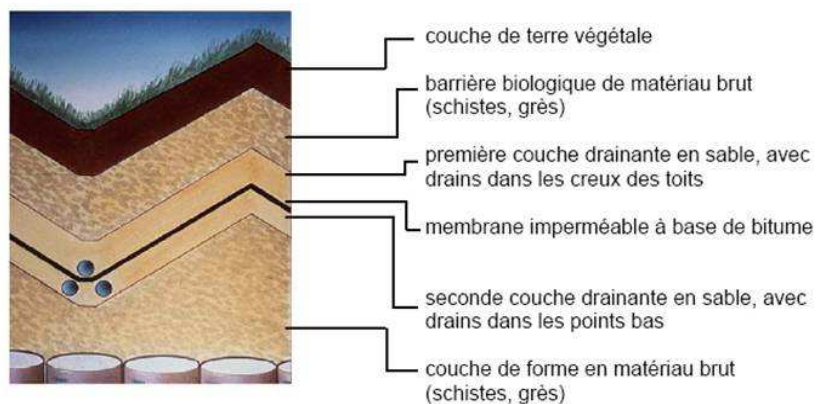 couche de terre végétale
barrière biologique de matériau brut
(schistes, grès)
première couche drainante en sable, avec
drains dans les creux des toits
membrane imperméable à base de bitume
seconde couche drainante en sable, avec
drains dans les points bas
couche de forme en matériau brut
(schistes, grès)